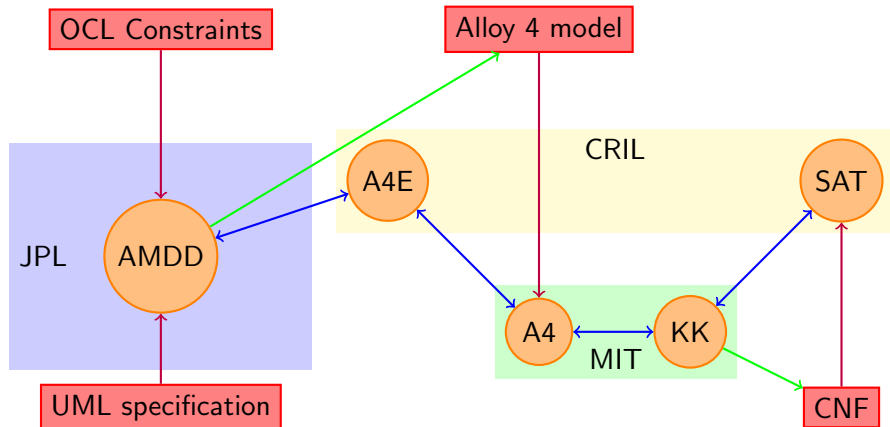 OCL Constraints
Alloy 4 model
CRIL
A4E
SAT
JPL
AMDD
A4
KK
MIT
UML specification
CNF